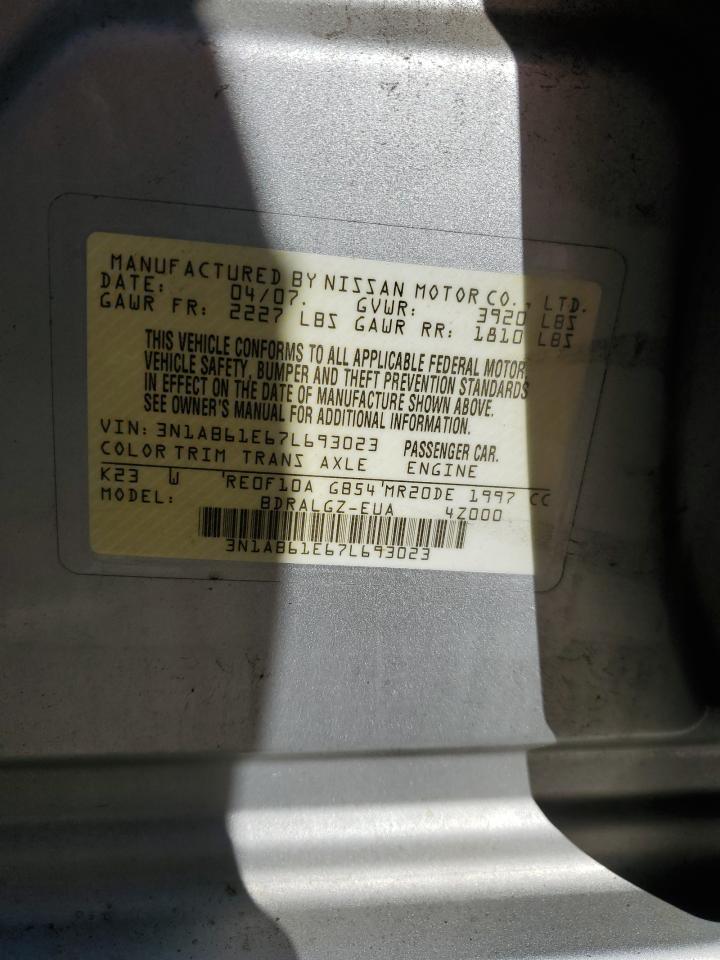 MANUFACTURED BY NISSAN MOTOR CO., LTD.
DATE: 04/07. GVWR: 3920 LBS
GAWR FR: 2227 LBS GAWR RR: 1810 LBS
THIS VEHICLE CONFORMS TO ALL APPLICABLE FEDERAL MOTOR
VEHICLE SAFETY, BUMPER AND THEFT PREVENTION STANDARDS
IN EFFECT ON THE DATE OF MANUFACTURE SHOWN ABOVE.
SEE OWNER'S MANUAL FOR ADDITIONAL INFORMATION.
VIN: 3N1AB61E67L693023 PASSENGER CAR.
COLOR TRIM TRANS AXLE ENGINE
K23 W 'RE0F10A GB54'MR20DE 1997 CC
MODEL: BDRALGZ-EUA 4Z000
3N1AB61E67L693023